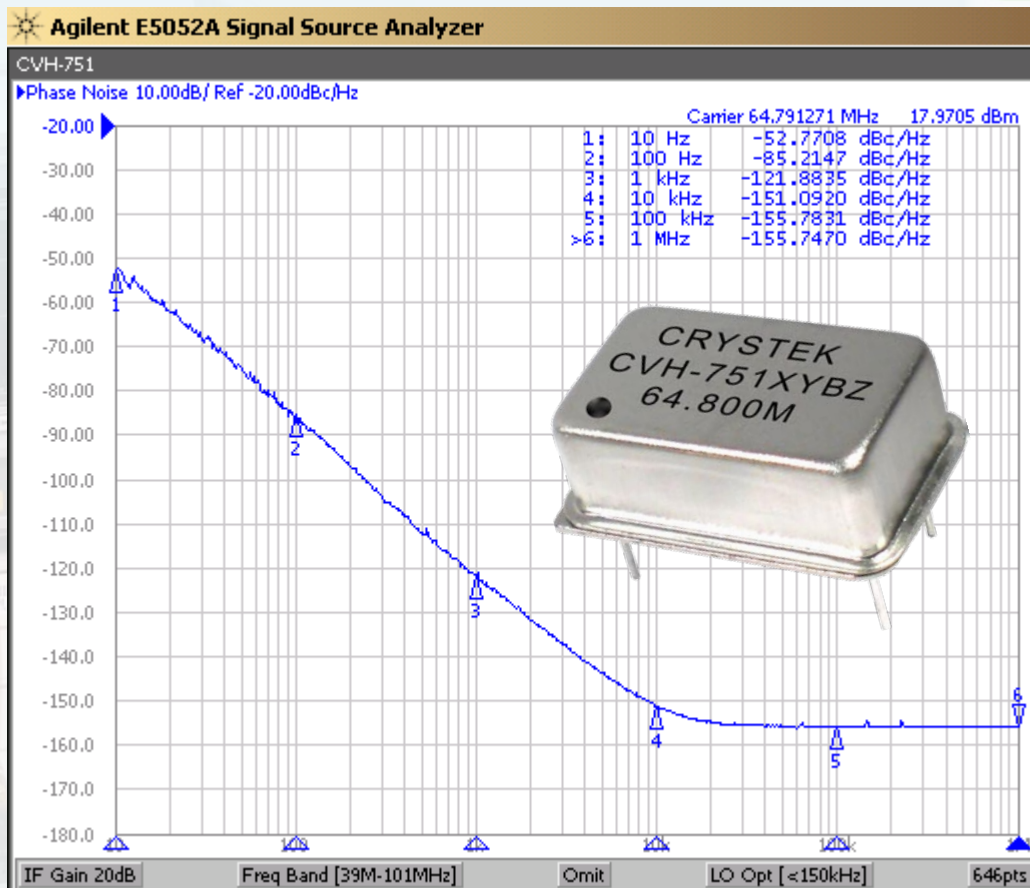 Agilent E5052A Signal Source Analyzer
CVH-751
Phase Noise 10.00dB/ Ref -20.00dBc/Hz
Carrier 64.791271 MHz 17.9705 dBm
1: 10 Hz -52.7708 dBc/Hz
2: 100 Hz -85.2147 dBc/Hz
3: 1 kHz -121.8835 dBc/Hz
4: 10 kHz -151.0920 dBc/Hz
5: 100 kHz -155.7831 dBc/Hz
>6: 1 MHz -155.7470 dBc/Hz
-20.00
-30.00
-40.00
-50.00
-60.00
-70.00
-80.00
-90.00
-100.0
-110.0
-120.0
-130.0
-140.0
-150.0
-160.0
-170.0
-180.0
1
2
3
4
5
6
CRYSTEK
CVH-751XYBZ
64.800M
IF Gain 20dB Freq Band [39M-101MHz] Omit LO Opt [<150kHz] 646pts